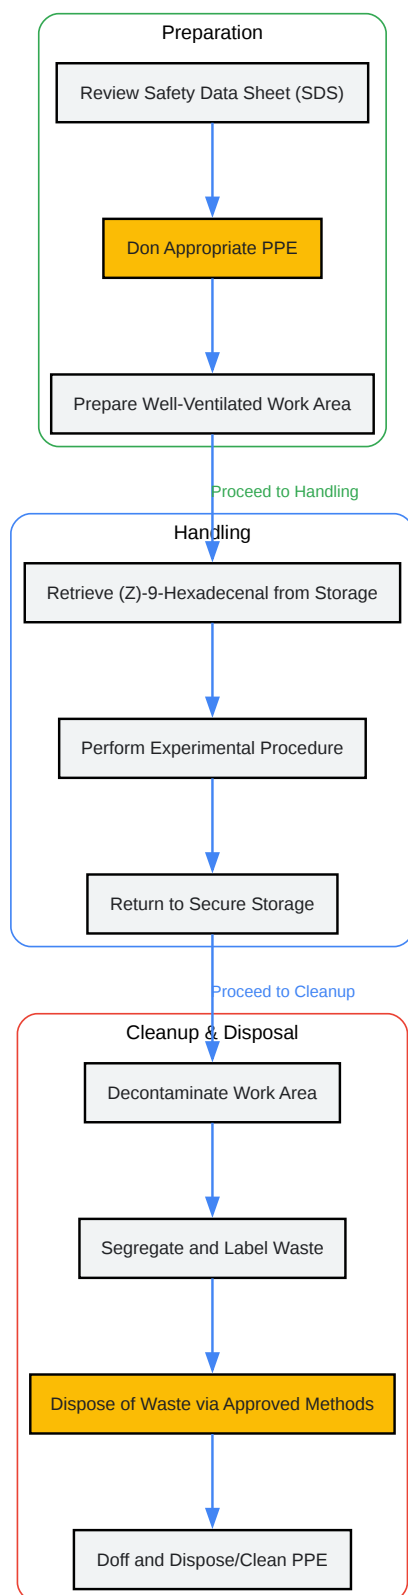 Preparation
Review Safety Data Sheet (SDS)
Don Appropriate PPE
Prepare Well-Ventilated Work Area
Proceed to Handling
Handling
Retrieve (Z)-9-Hexadecenal from Storage
Perform Experimental Procedure
Return to Secure Storage
Proceed to Cleanup
Cleanup & Disposal
Decontaminate Work Area
Segregate and Label Waste
Dispose of Waste via Approved Methods
Doff and Dispose/Clean PPE